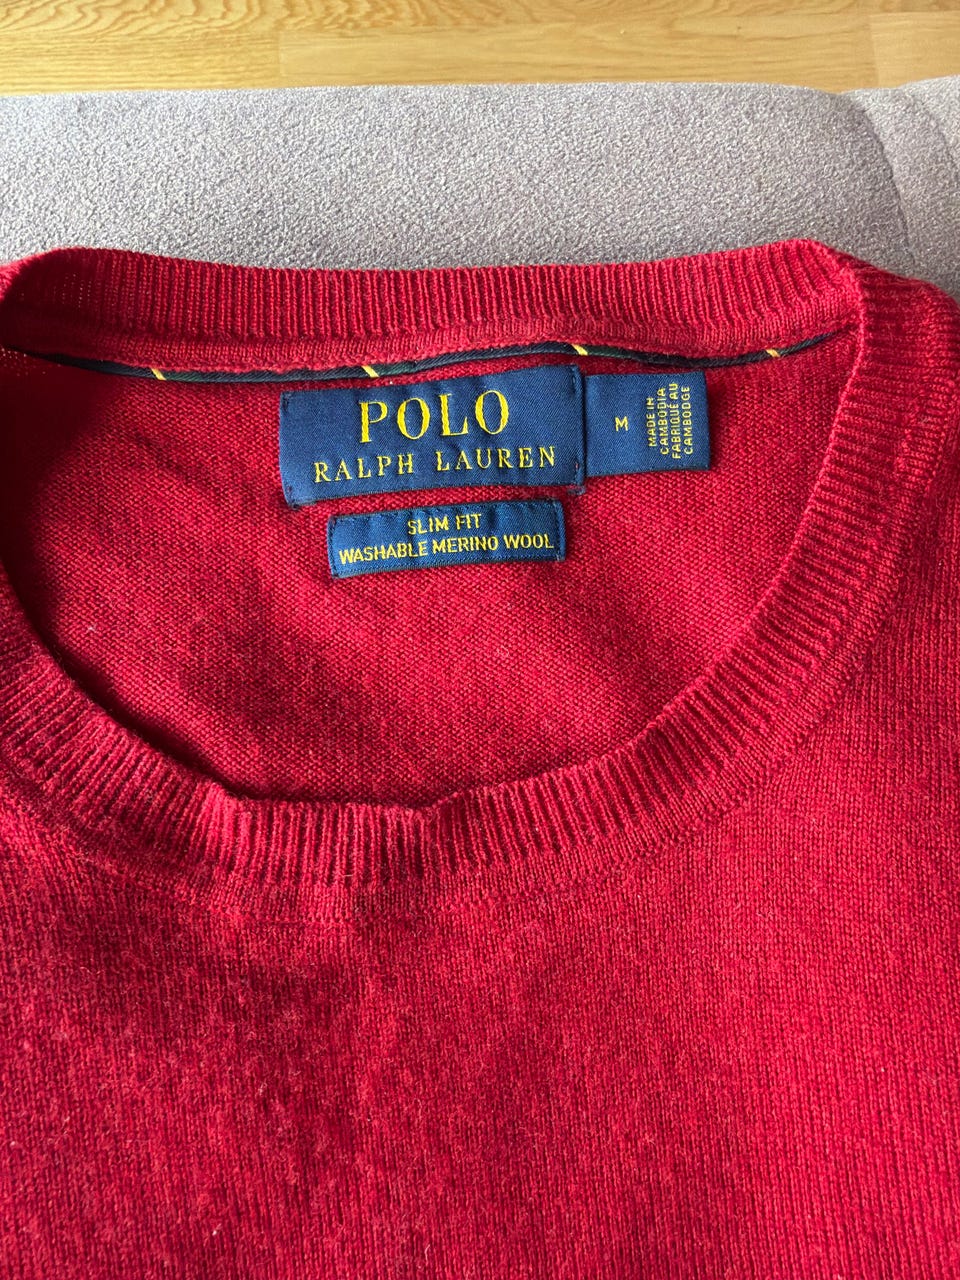 POLO
RALPH LAUREN
M
MADE IN
CAMBODIA
FABRIQUÉ AU
CAMBODGE
SLIM FIT
WASHABLE MERINO WOOL